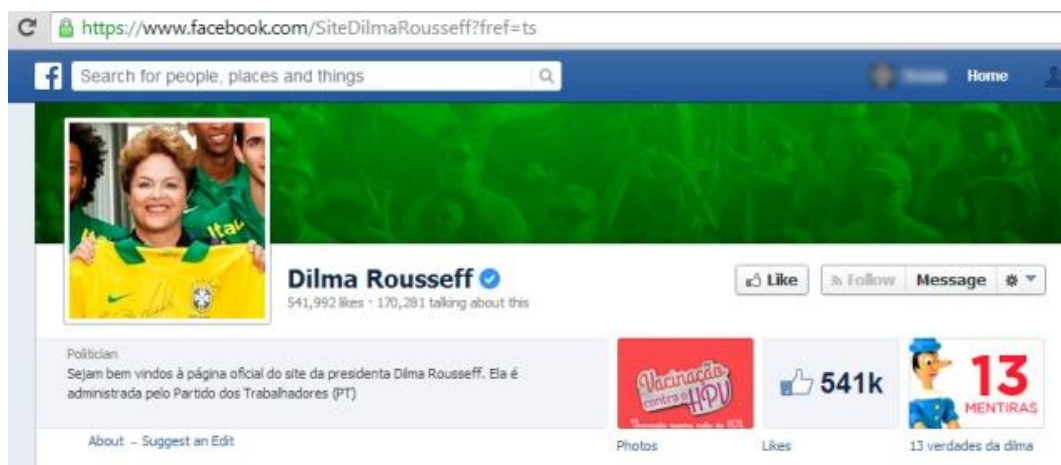 https://www.facebook.com/SiteDilmaRousseff?fref=ts
f Search for people, places and things
Home
Ital
Itaú
Dilma Rousseff
541,992 likes · 170,281 talking about this
Like
Follow
Message
Politician
Sejam bem vindos à página oficial do site da presidenta Dilma Rousseff. Ela é
administrada pelo Partido dos Trabalhadores (PT)
About – Suggest an Edit
Vacinação
contra o HPV
541k
13
MENTIRAS
Photos
Likes
13 verdades da dilma